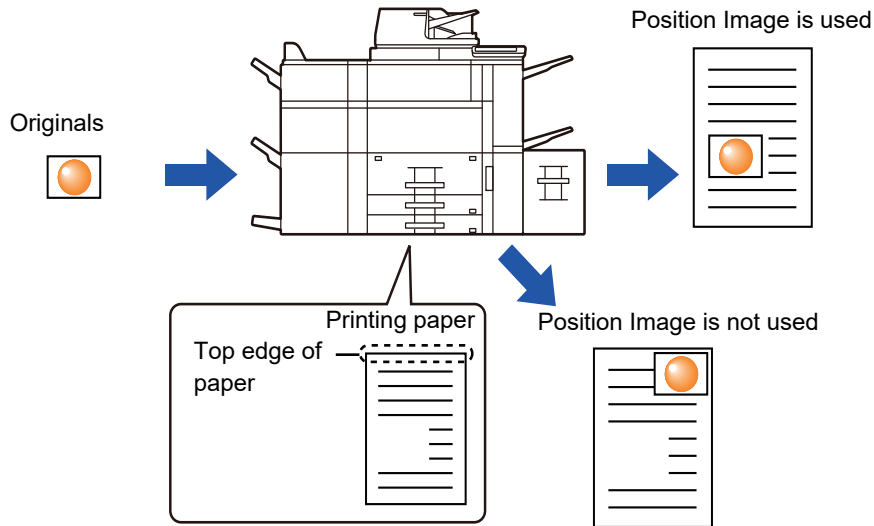 Position Image is used
Originals
Printing paper
Top edge of
paper
Position Image is not used